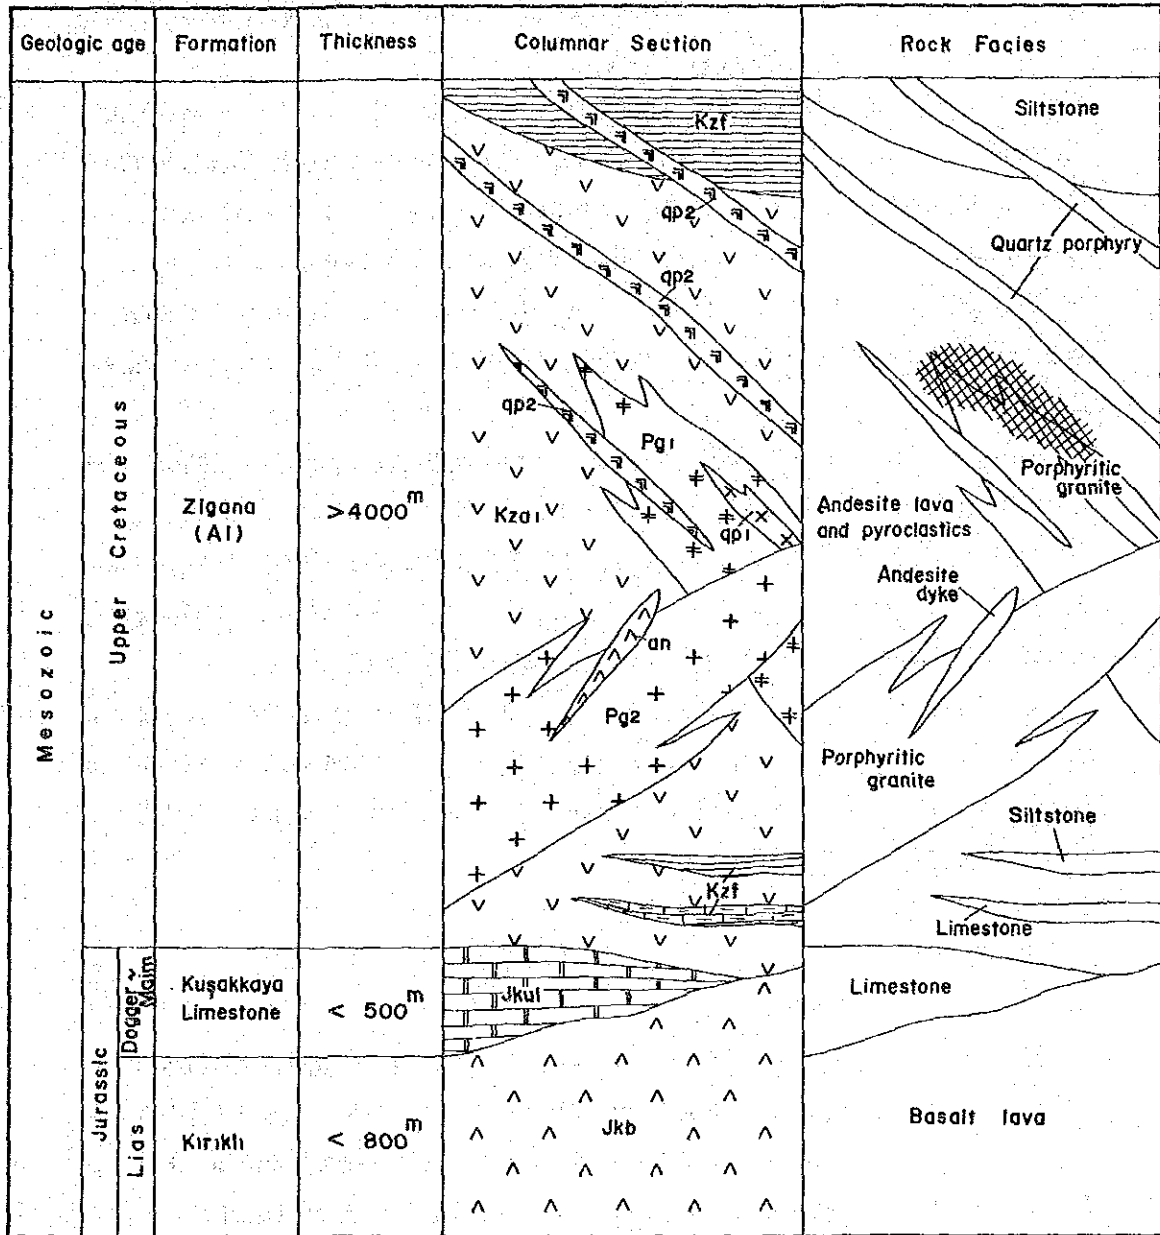 Geologic age
Formation
Thickness
Columnar Section
Rock Facies
Mesozoic
Upper Cretaceous
Zigana
(A1)
>4000m
Kzf
qp2
qp2
qp2
Pg1
Kza1
qp1
an
Pg2
Kzf
Siltstone
Quartz porphyry
Porphyritic
granite
Andesite lava
and pyroclastics
Andesite
dyke
Porphyritic
granite
Siltstone
Limestone
Jurassic
Dogger ~
Malm
Kuşakkaya
Limestone
< 500m
Jkul
Limestone
Lias
Kırıklı
< 800m
Jkb
Basalt lava